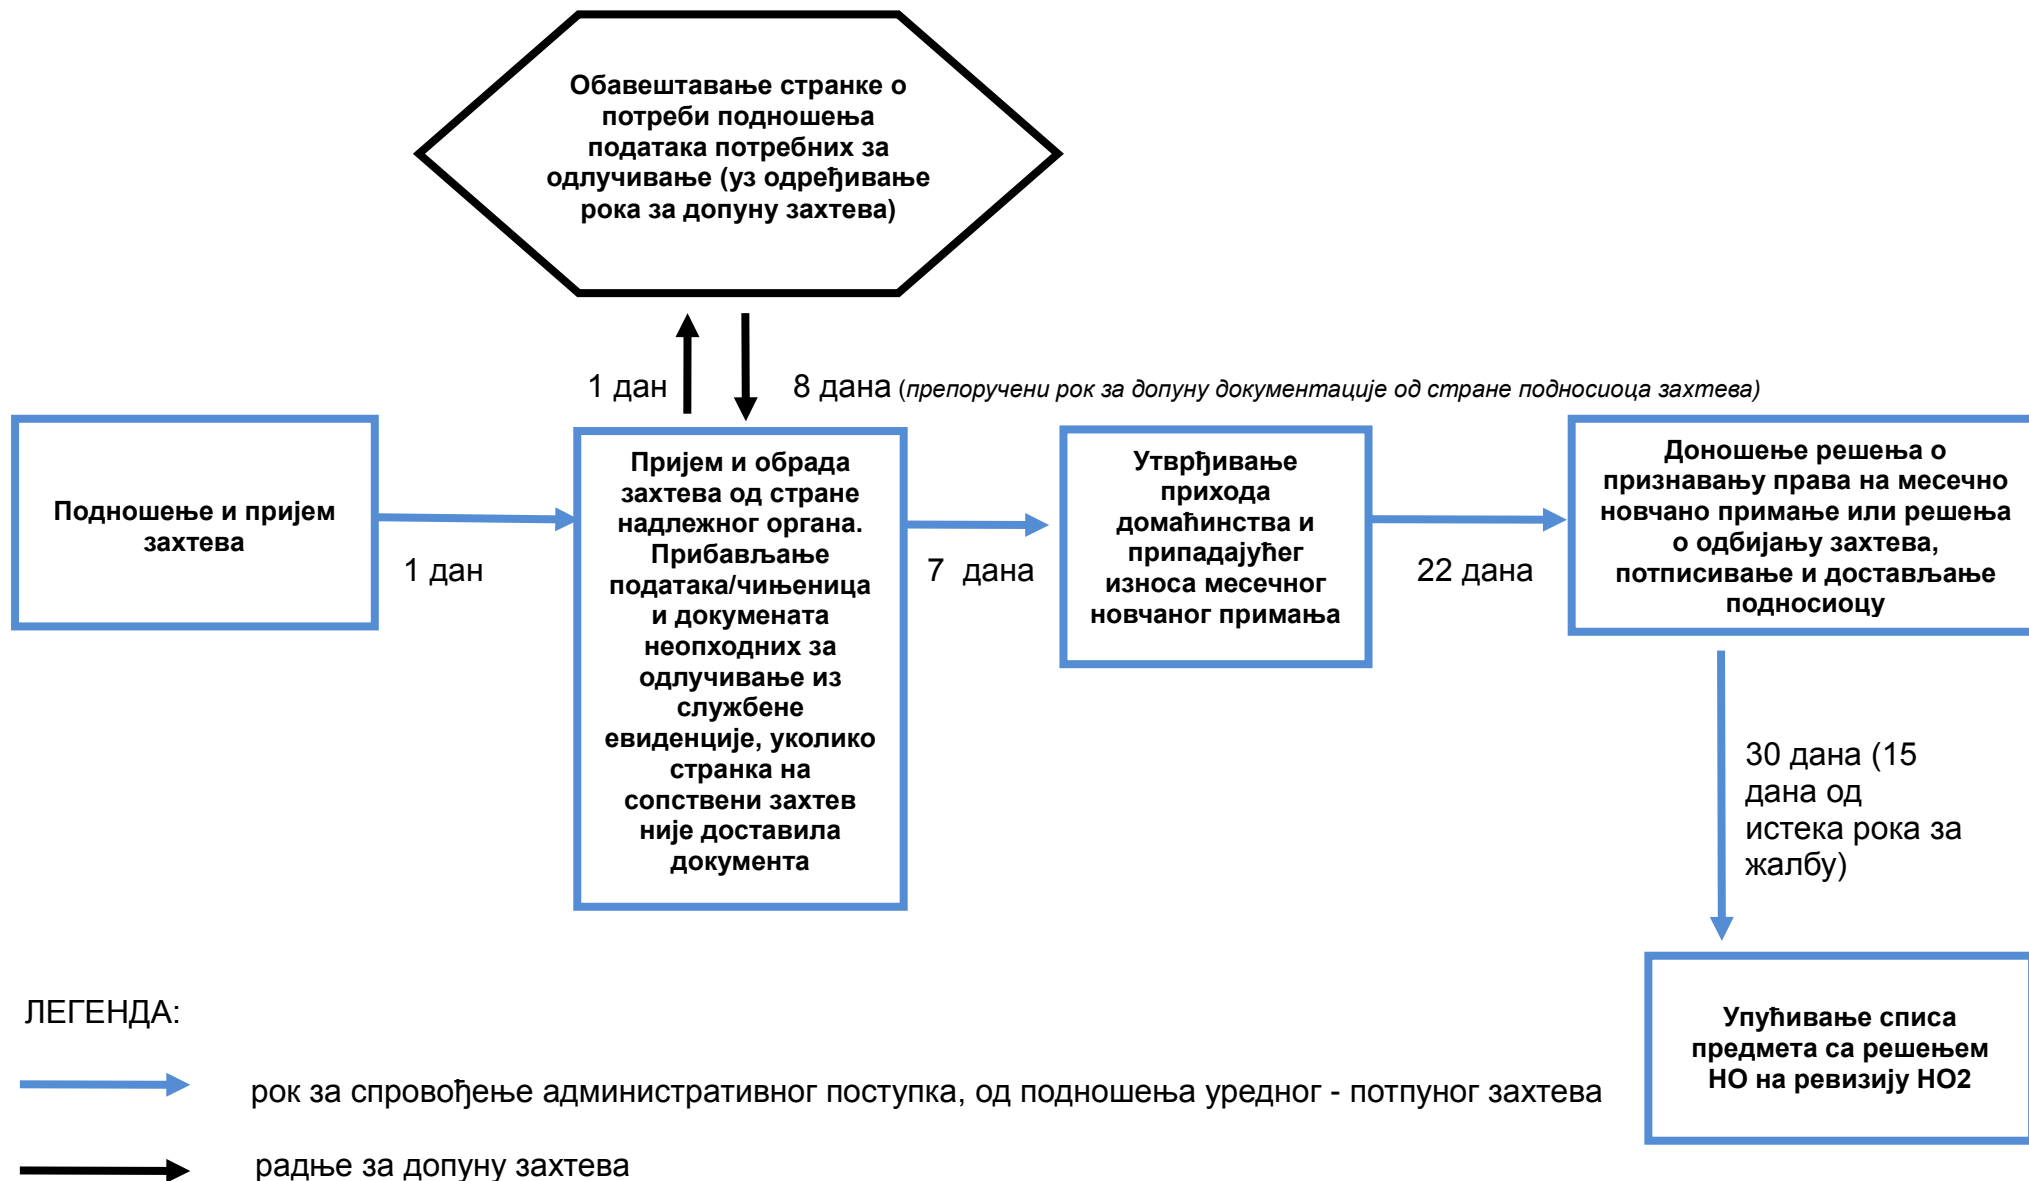 Обавештавање странке о
потреби подношења
података потребних за
одлучивање (уз одређивање
рока за допуну захтева)
1 дан
8 дана (препоручени рок за допуну документације од стране подносиоца захтева)
Подношење и пријем
захтева
1 дан
Пријем и обрада
захтева од стране
надлежног органа.
Прибављање
података/чињеница
и докумената
неопходних за
одлучивање из
службене
евиденције, уколико
странка на
сопствени захтев
није доставила
документа
7 дана
Утврђивање
прихода
домаћинства и
припадајућег
износа месечног
новчаног примања
22 дана
Доношење решења о
признавању права на месечно
новчано примање или решења
о одбијању захтева,
потписивање и достављање
подносиоцу
30 дана (15
дана од
истека рока за
жалбу)
Упућивање списа
предмета са решењем
НО на ревизију НО2
ЛЕГЕНДА:
рок за спровођење административног поступка, од подношења уредног - потпуног захтева
радње за допуну захтева